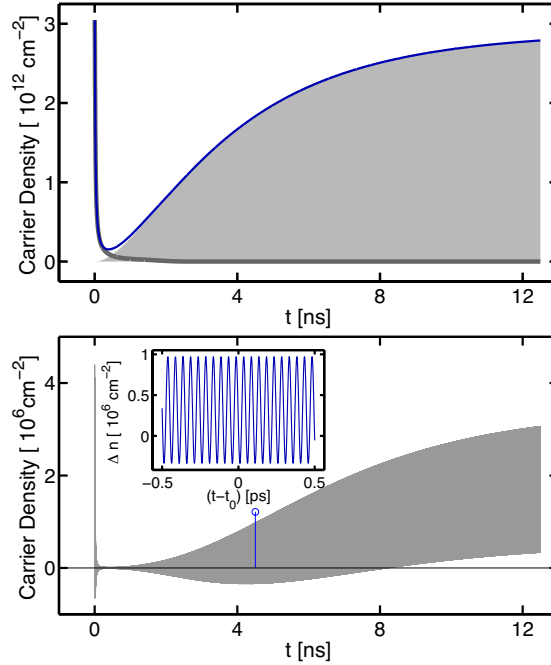 3
2
1
0
Carrier Density [ 10¹² cm⁻²]
0 4 8 12
t [ns]
4
2
0
Carrier Density [ 10⁶ cm⁻²]
1
0.5
0
Δ n [ 10⁶ cm⁻²]
−0.5 0 0.5
(t−t₀) [ps]
0 4 8 12
t [ns]